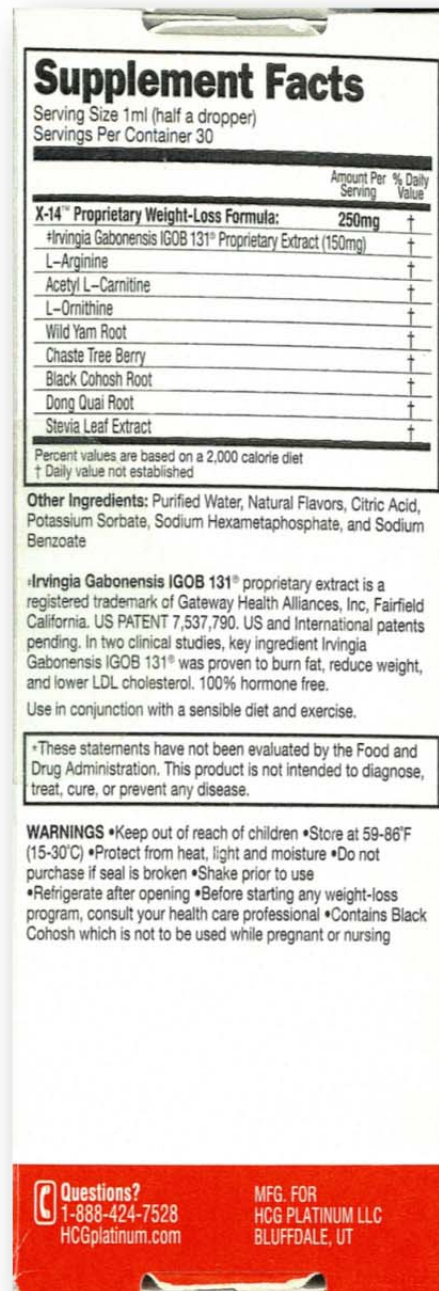 Supplement Facts
Serving Size 1ml (half a dropper)
Servings Per Container 30
Amount Per Serving % Daily Value
X-14™ Proprietary Weight-Loss Formula: 250mg †
‡Irvingia Gabonensis IGOB 131® Proprietary Extract (150mg) †
L-Arginine †
Acetyl L-Carnitine †
L-Ornithine †
Wild Yam Root †
Chaste Tree Berry †
Black Cohosh Root †
Dong Quai Root †
Stevia Leaf Extract †
Percent values are based on a 2,000 calorie diet
† Daily value not established
Other Ingredients: Purified Water, Natural Flavors, Citric Acid,
Potassium Sorbate, Sodium Hexametaphosphate, and Sodium
Benzoate
‡Irvingia Gabonensis IGOB 131® proprietary extract is a
registered trademark of Gateway Health Alliances, Inc, Fairfield
California. US PATENT 7,537,790. US and International patents
pending. In two clinical studies, key ingredient Irvingia
Gabonensis IGOB 131® was proven to burn fat, reduce weight,
and lower LDL cholesterol. 100% hormone free.
Use in conjunction with a sensible diet and exercise.
*These statements have not been evaluated by the Food and
Drug Administration. This product is not intended to diagnose,
treat, cure, or prevent any disease.
WARNINGS •Keep out of reach of children •Store at 59-86°F
(15-30°C) •Protect from heat, light and moisture •Do not
purchase if seal is broken •Shake prior to use
•Refrigerate after opening •Before starting any weight-loss
program, consult your health care professional •Contains Black
Cohosh which is not to be used while pregnant or nursing
Questions?
1-888-424-7528
HCGplatinum.com
MFG. FOR
HCG PLATINUM LLC
BLUFFDALE, UT